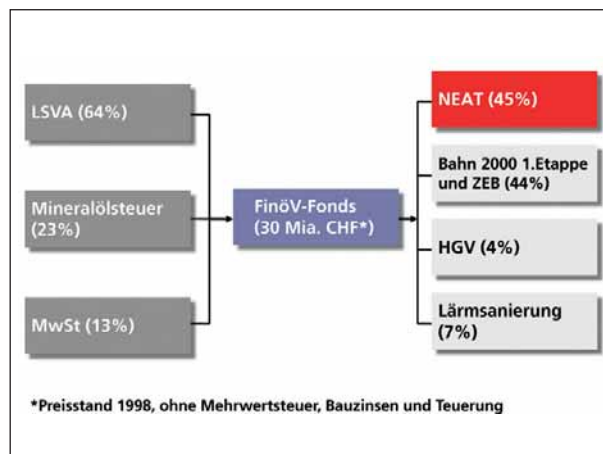 LSVA (64%)
Mineralölsteuer
(23%)
MwSt (13%)
FinöV-Fonds
(30 Mia. CHF*)
NEAT (45%)
Bahn 2000 1.Etappe
und ZEB (44%)
HGV (4%)
Lärmsanierung
(7%)
*Preisstand 1998, ohne Mehrwertsteuer, Bauzinsen und Teuerung